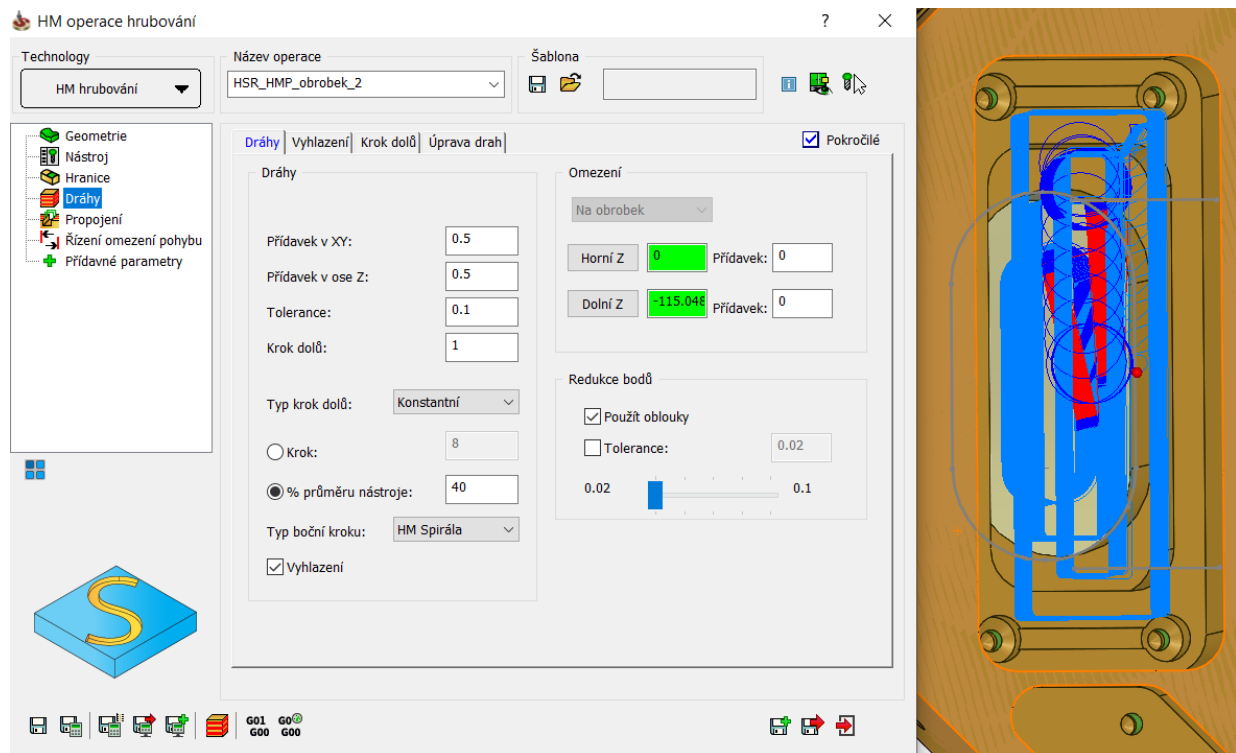 HM operace hrubování
?
Technology
HM hrubování
Název operace
HSR_HMP_obrobek_2
Šablona
Geometrie
Nástroj
Hranice
Dráhy
Propojení
Řízení omezení pohybu
Přídavné parametry
Dráhy Vyhlazení Krok dolů Úprava drah
Pokročilé
Dráhy
Přídavek v XY: 0.5
Přídavek v ose Z: 0.5
Tolerance: 0.1
Krok dolů: 1
Typ krok dolů: Konstantní
Krok: 8
% průměru nástroje: 40
Typ boční kroku: HM Spirála
Vyhlazení
Omezení
Na obrobek
Horní Z 0 Přídavek: 0
Dolní Z -115.048 Přídavek: 0
Redukce bodů
Použít oblouky
Tolerance: 0.02
0.02 0.1
S
G01 G0
G00 G00